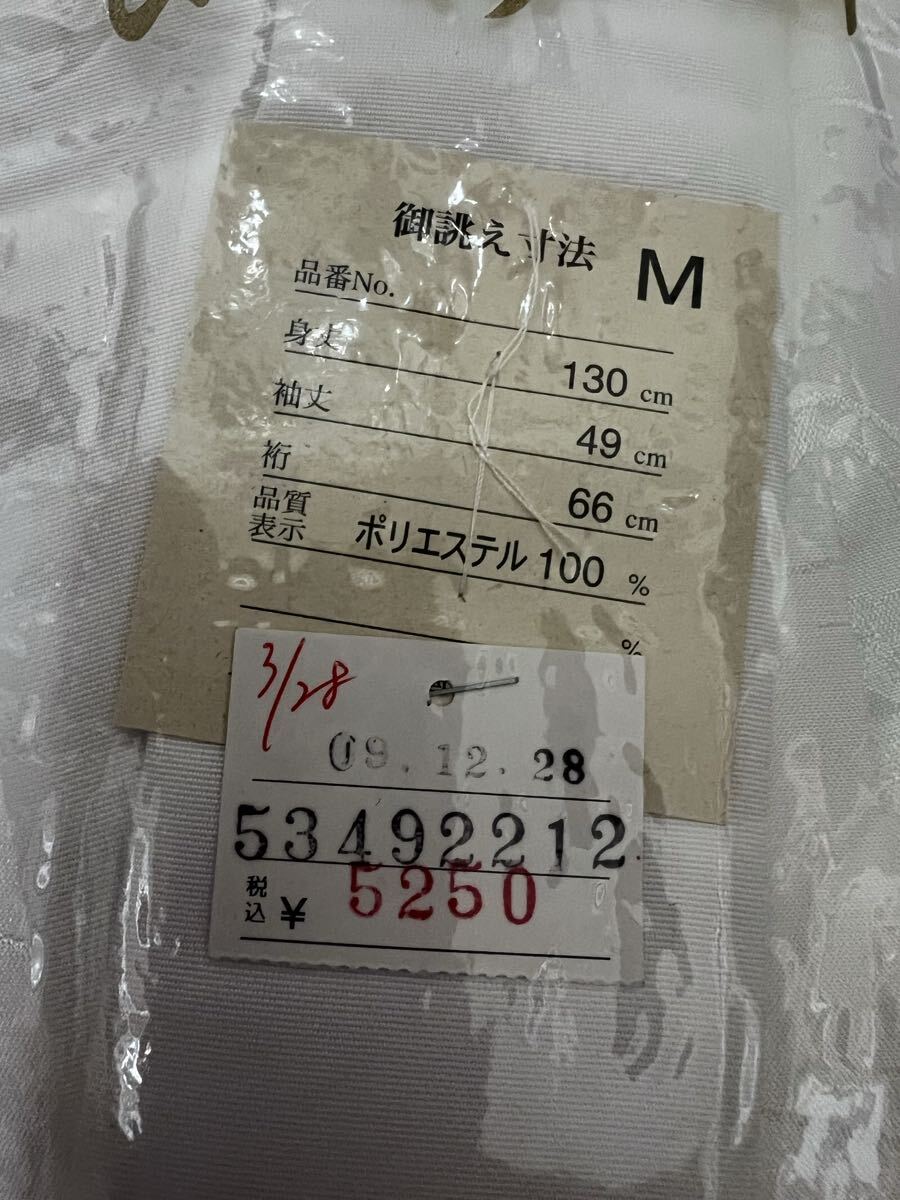 御誂え寸法 M
品番No.
身丈 130 cm
袖丈 49 cm
裄 66 cm
品質表示 ポリエステル 100 %
%
3/28
09.12.28
53492212
税込 ¥ 5250